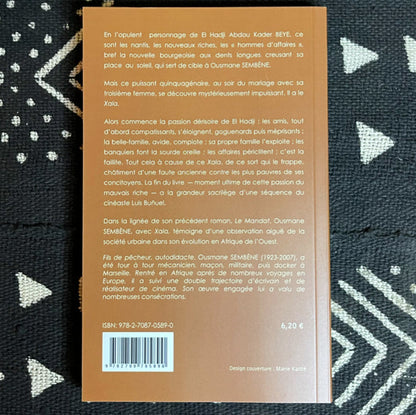 En l'opulent personnage de El Hadji Abdou Kader BEYE, ce
sont les nantis, les nouveaux riches, les « hommes d'affaires »,
bref la nouvelle bourgeoisie aux dents longues creusant sa
place au soleil, qui sert de cible à Ousmane SEMBÈNE.
Mais ce puissant quinquagénaire, au soir du mariage avec sa
troisième femme, se découvre mystérieusement impuissant. Il a le
Xala.
Alors commence la passion dérisoire de El Hadji ; les amis, tout
d'abord compatissants, s'éloignent, goguenards puis méprisants ;
la belle-famille, avide, complote ; sa propre famille l'exploite ; les
banquiers font la sourde oreille ; les affaires périclitent ; c'est la
faillite. Tout cela à cause de ce Xala, de ce sort qui le frappe,
châtiment d'une faute ancienne contre les plus pauvres de ses
concitoyens. La fin du livre — moment ultime de cette passion du
mauvais riche — a la grandeur sacrilège d'une séquence du
cinéaste Luis Buñuel.
Dans la lignée de son précédent roman, Le Mandat, Ousmane
SEMBÈNE, avec Xala, témoigne d'une observation aiguë de la
société urbaine dans son évolution en Afrique de l'Ouest.
Fils de pêcheur, autodidacte, Ousmane SEMBÈNE (1923-2007), a
été tour à tour mécanicien, maçon, militaire, puis docker à
Marseille. Rentré en Afrique après de nombreux voyages en
Europe, il a suivi une double trajectoire d'écrivain et de
réalisateur de cinéma. Son œuvre engagée lui a valu de
nombreuses consécrations.
ISBN: 978-2-7087-0589-0
6,20 €
9 782708 705890
Design couverture : Marie Kanté